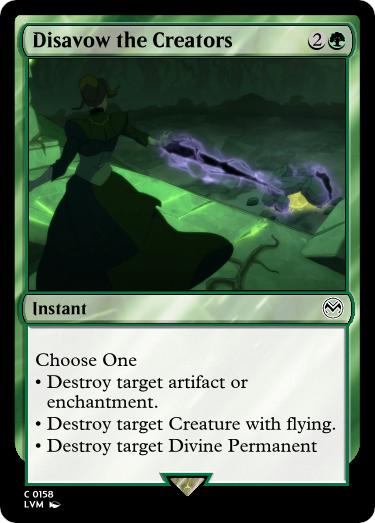 Disavow the Creators 2
Instant
Choose One
• Destroy target artifact or
enchantment.
• Destroy target Creature with flying.
• Destroy target Divine Permanent
C 0158
LVM